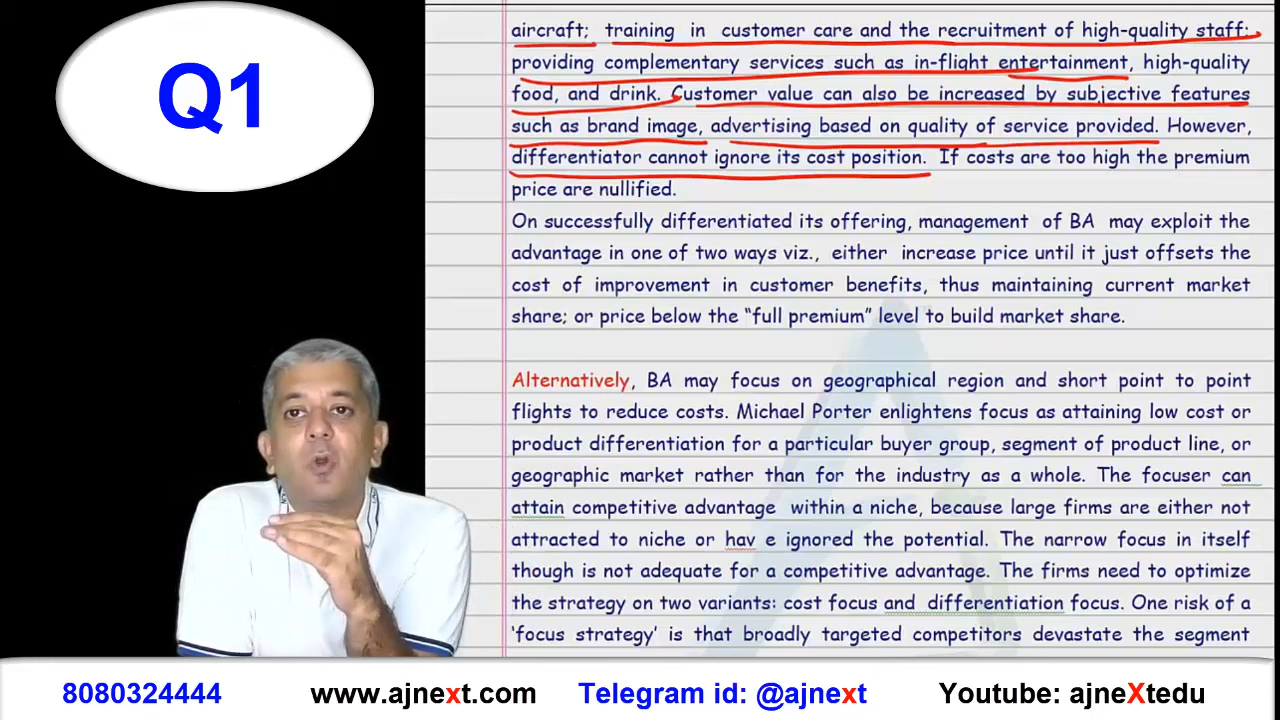 Q1
aircraft; training in customer care and the recruitment of high-quality staff;
providing complementary services such as in-flight entertainment, high-quality
food, and drink. Customer value can also be increased by subjective features
such as brand image, advertising based on quality of service provided. However,
differentiator cannot ignore its cost position. If costs are too high the premium
price are nullified.
On successfully differentiated its offering, management of BA may exploit the
advantage in one of two ways viz., either increase price until it just offsets the
cost of improvement in customer benefits, thus maintaining current market
share; or price below the “full premium” level to build market share.
Alternatively, BA may focus on geographical region and short point to point
flights to reduce costs. Michael Porter enlightens focus as attaining low cost or
product differentiation for a particular buyer group, segment of product line, or
geographic market rather than for the industry as a whole. The focuser can
attain competitive advantage within a niche, because large firms are either not
attracted to niche or hav e ignored the potential. The narrow focus in itself
though is not adequate for a competitive advantage. The firms need to optimize
the strategy on two variants: cost focus and differentiation focus. One risk of a
‘focus strategy’ is that broadly targeted competitors devastate the segment
8080324444 www.ajnext.com Telegram id: @ajnext Youtube: ajneXtedu